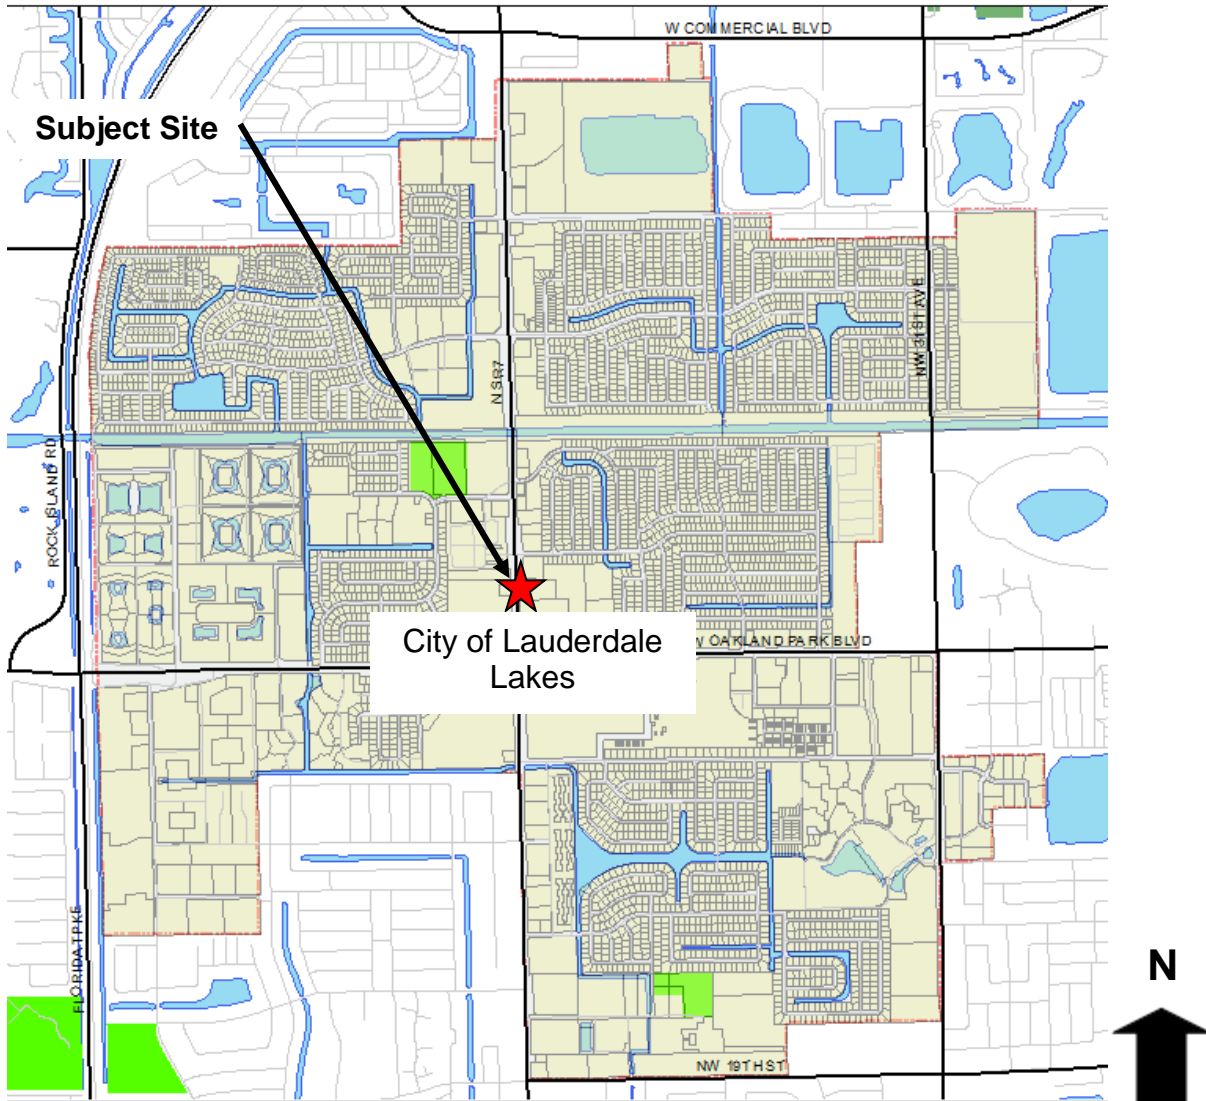 W COMMERCIAL BLVD
Subject Site
N SR7
NW 31ST AVE
ROCK ISLAND RD
City of Lauderdale
Lakes
W OAKLAND PARK BLVD
FLORIDA TPKE
N
NW 19TH ST